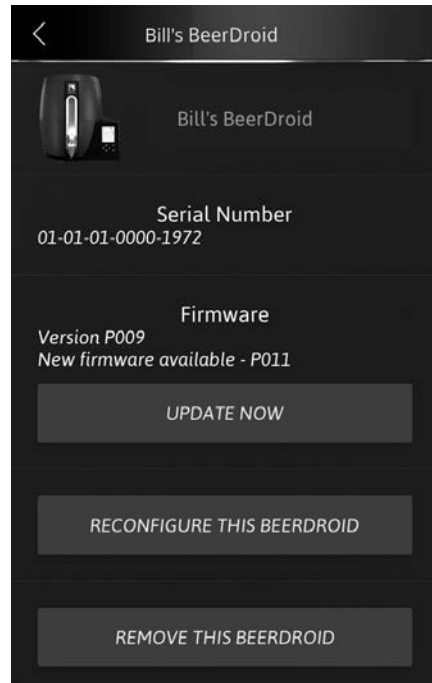 Bill's BeerDroid
Bill's BeerDroid
Serial Number
01-01-01-0000-1972
Firmware
Version P009
New firmware available - P011
UPDATE NOW
RECONFIGURE THIS BEERDROID
REMOVE THIS BEERDROID